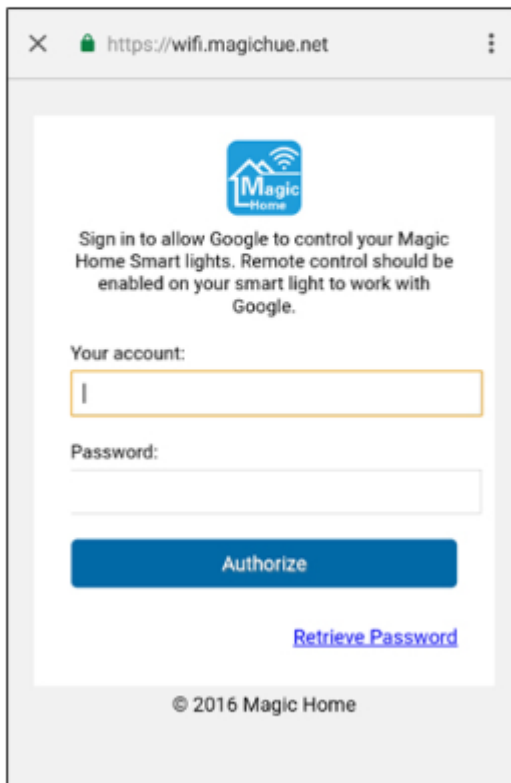 https://wifi.magichue.net
Magic
Home
Sign in to allow Google to control your Magic
Home Smart lights. Remote control should be
enabled on your smart light to work with
Google.
Your account:
Password:
Authorize
Retrieve Password
© 2016 Magic Home